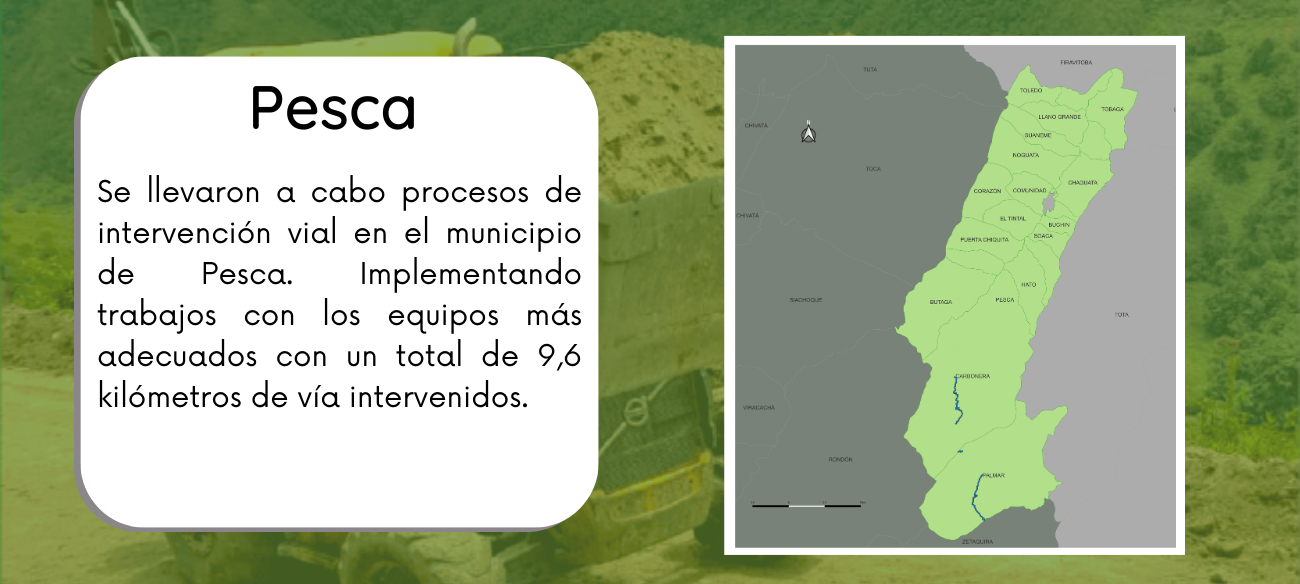 Pesca
Se llevaron a cabo procesos de
intervención vial en el municipio
de Pesca. Implementando
trabajos con los equipos más
adecuados con un total de 9,6
kilómetros de vía intervenidos.
TUTA
FIRAVITOBA
TOLEDO
TOBAGA
LLANO GRANDE
CHIVATÁ
N
SUANEME
NOGUATA
TOCA
CHAGUATA
CORAZÓN
COMUNIDAD
CHIVATÁ
EL TINTAL
BUCHIN
SOACA
PUERTA CHIQUITA
HATO
SIACHOQUE
BUTAGA
PESCA
TOTA
CARBONERA
VIRACACHÁ
RONDÓN
PALMAR
ZETAQUIRA